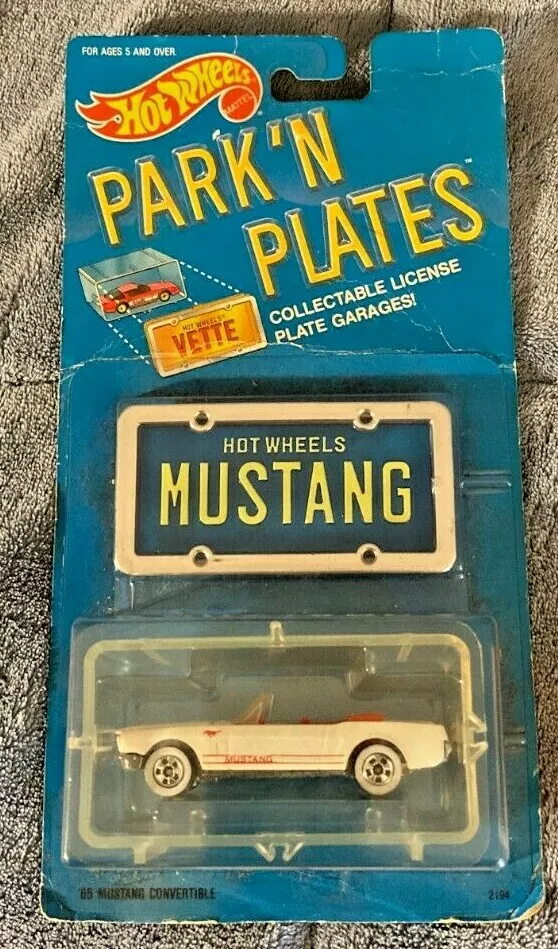 FOR AGES 5 AND OVER
Hot Wheels
MATTEL
PARK 'N
PLATES™
COLLECTABLE LICENSE
PLATE GARAGES!
HOT WHEELS
VETTE
HOT WHEELS
MUSTANG
MUSTANG
'65 MUSTANG CONVERTIBLE
2194